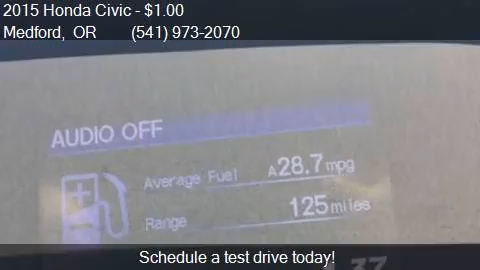 2015 Honda Civic - $1.00
Medford, OR (541) 973-2070
AUDIO OFF
Average Fuel A28.7mpg
Range 125miles
37
Schedule a test drive today!